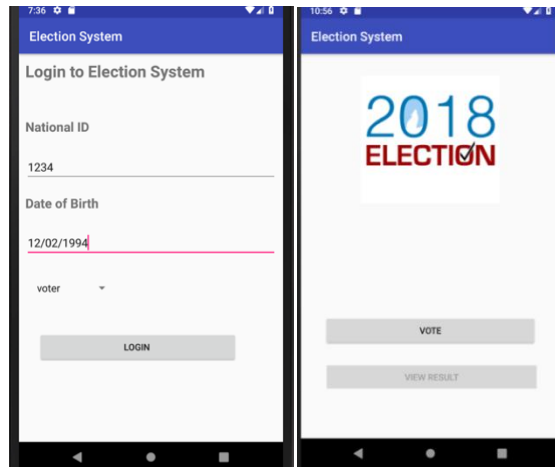 7:36
Election System
Login to Election System
National ID
1234
Date of Birth
12/02/1994
voter
LOGIN
10:56
Election System
2018
ELECTION
VOTE
VIEW RESULT